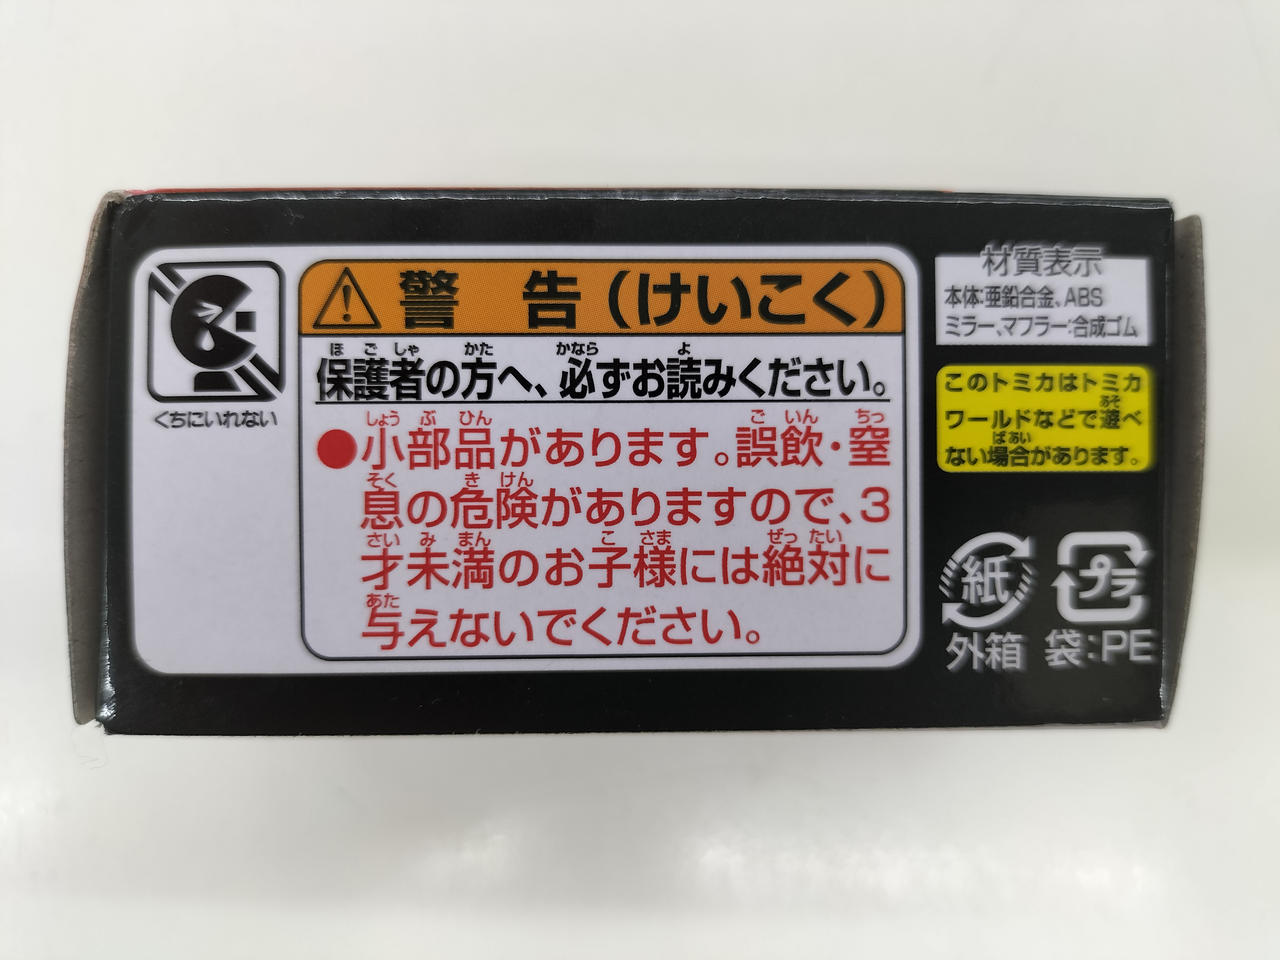 くちにいれない
警告(けいこく)
保護者の方へ、必ずお読みください。
●小部品があります。誤飲・窒
息の危険がありますので、3
才未満のお子様には絶対に
与えないでください。
材質表示
本体:亜鉛合金、ABS
ミラー、マフラー:合成ゴム
このトミカはトミカ
ワールドなどで遊べ
ない場合があります。
紙
外箱
プラ
袋:PE